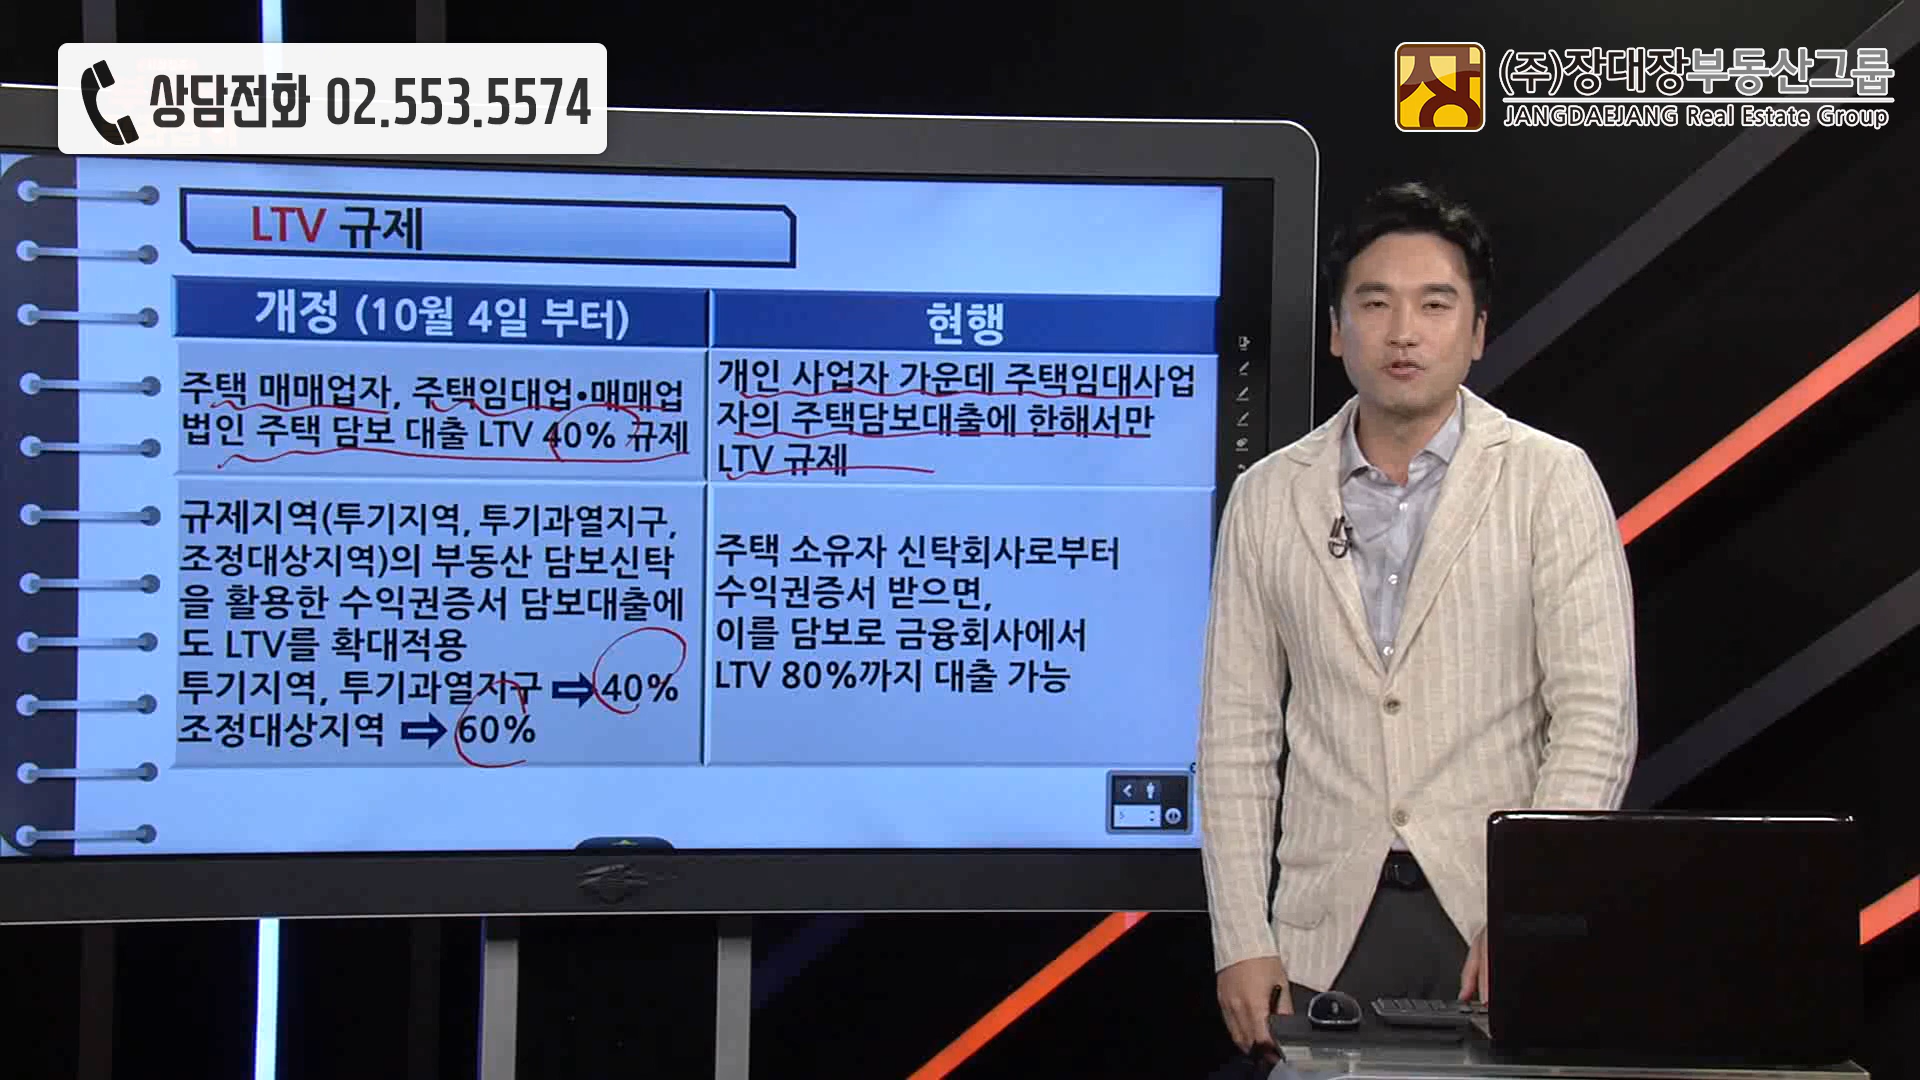 상담전화 02.553.5574
(주)장대장부동산그룹
JANGDAEJANG Real Estate Group
LTV 규제
개정 (10월 4일 부터)
주택 매매업자, 주택임대업•매매업
법인 주택 담보 대출 LTV 40% 규제
규제지역(투기지역, 투기과열지구,
조정대상지역)의 부동산 담보신탁
을 활용한 수익권증서 담보대출에
도 LTV를 확대적용
투기지역, 투기과열지구 ➡ 40%
조정대상지역 ➡ 60%
현행
개인 사업자 가운데 주택임대사업
자의 주택담보대출에 한해서만
LTV 규제
주택 소유자 신탁회사로부터
수익권증서 받으면,
이를 담보로 금융회사에서
LTV 80%까지 대출 가능